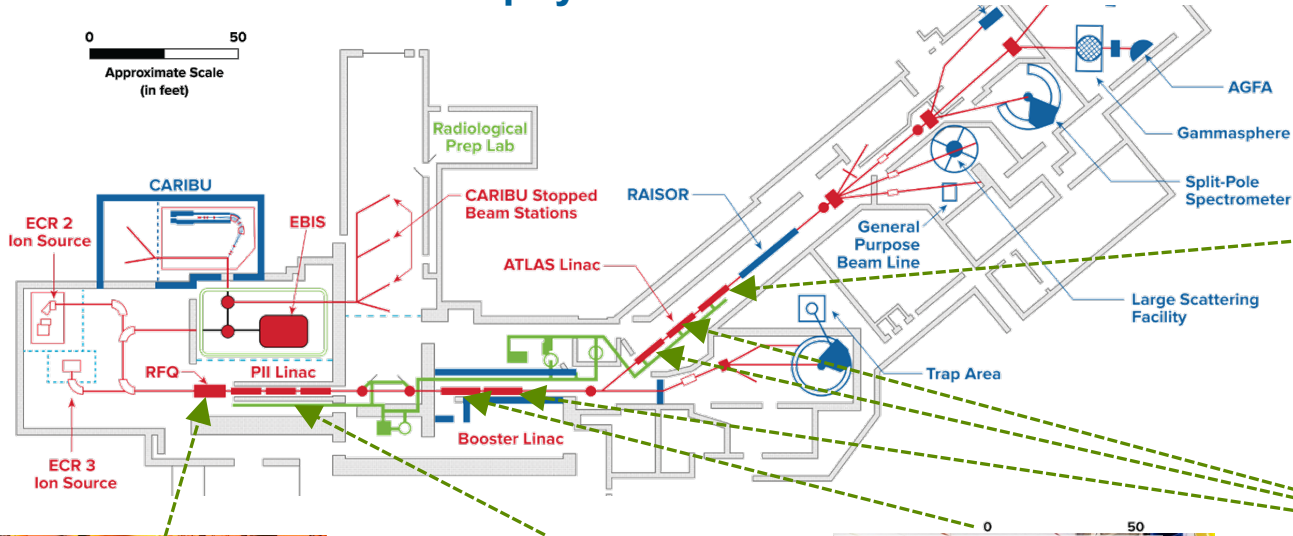 0
50
Approximate Scale
(in feet)
Radiological
Prep Lab
AGFA
Gammasphere
CARIBU
CARIBU Stopped
Beam Stations
RAISOR
Split-Pole
Spectrometer
ECR 2
Ion Source
EBIS
General
Purpose
Beam Line
ATLAS Linac
Large Scattering
Facility
RFQ
PII Linac
Trap Area
Booster Linac
ECR 3
Ion Source
0
50